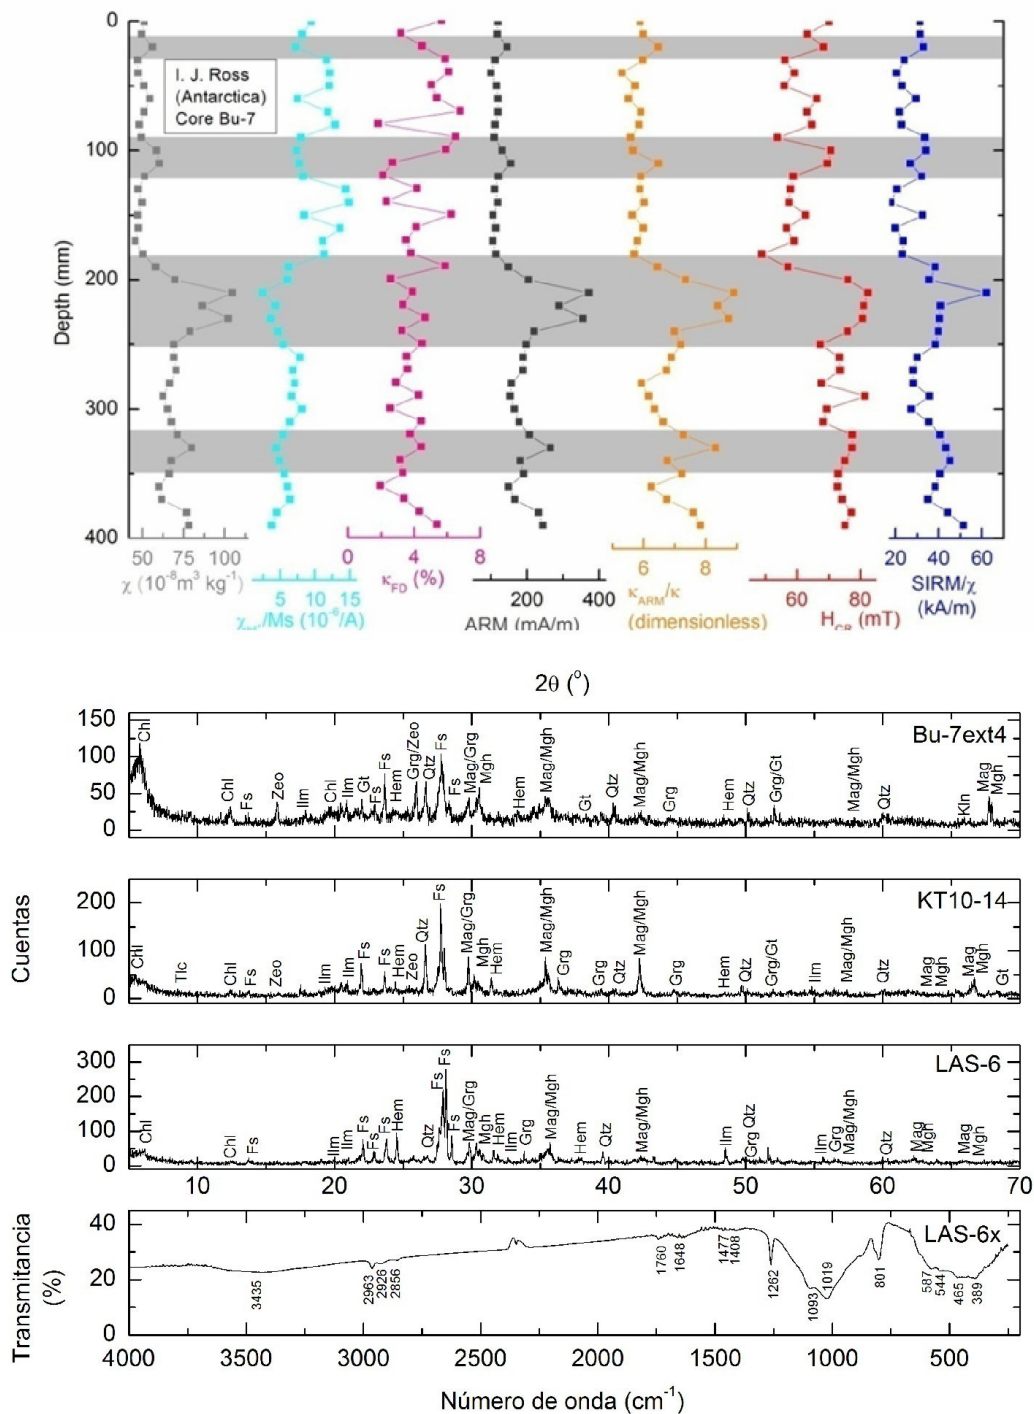 0
100
200
300
400
Depth (mm)
I. J. Ross
(Antarctica)
Core Bu-7
50 75 100
χ (10⁻⁸m³ kg⁻¹)
5 10 15
/Ms (10⁻⁶/A)
0 4 8
κFD (%)
200 400
ARM (mA/m)
6 8
κARM/κ
(dimensionless)
60 80
HCR (mT)
20 40 60
SIRM/χ
(kA/m)
2θ (°)
Bu-7ext4
150
100
50
0
Chl Chl Fs Zeo Ilm Chl Ilm Gt Fs Fs Hem Grg/Zeo Qtz Fs Fs Mag/Grg Mgh Hem Mag/Mgh Gt Qtz Mag/Mgh Grg Hem Qtz Grg/Gt Mag/Mgh Qtz Kln Mag Mgh
Cuentas
KT10-14
200
100
0
Chl Tlc Chl Fs Zeo Ilm Ilm Fs Fs Hem Zeo Qtz Fs Mag/Grg Mgh Hem Mag/Mgh Grg Grg Qtz Mag/Mgh Grg Hem Qtz Grg/Gt Ilm Mag/Mgh Qtz Mag Mgh Mag Mgh Gt
LAS-6
300
200
100
0
Chl Chl Fs Ilm Ilm Fs Fs Fs Hem Qtz Fs Fs Fs Mag/Grg Mgh Hem Ilm Grg Mag/Mgh Hem Qtz Mag/Mgh Ilm Grg Qtz Ilm Grg Mag/Mgh Qtz Mag Mgh Mag Mgh
5 10 20 30 40 50 60 70
Transmitancia
(%)
LAS-6x
40
20
0
3435 2963 2926 2856 1760 1648 1477 1408 1262 1093 1019 801 587 544 465 389
4000 3500 3000 2500 2000 1500 1000 500
Número de onda (cm⁻¹)